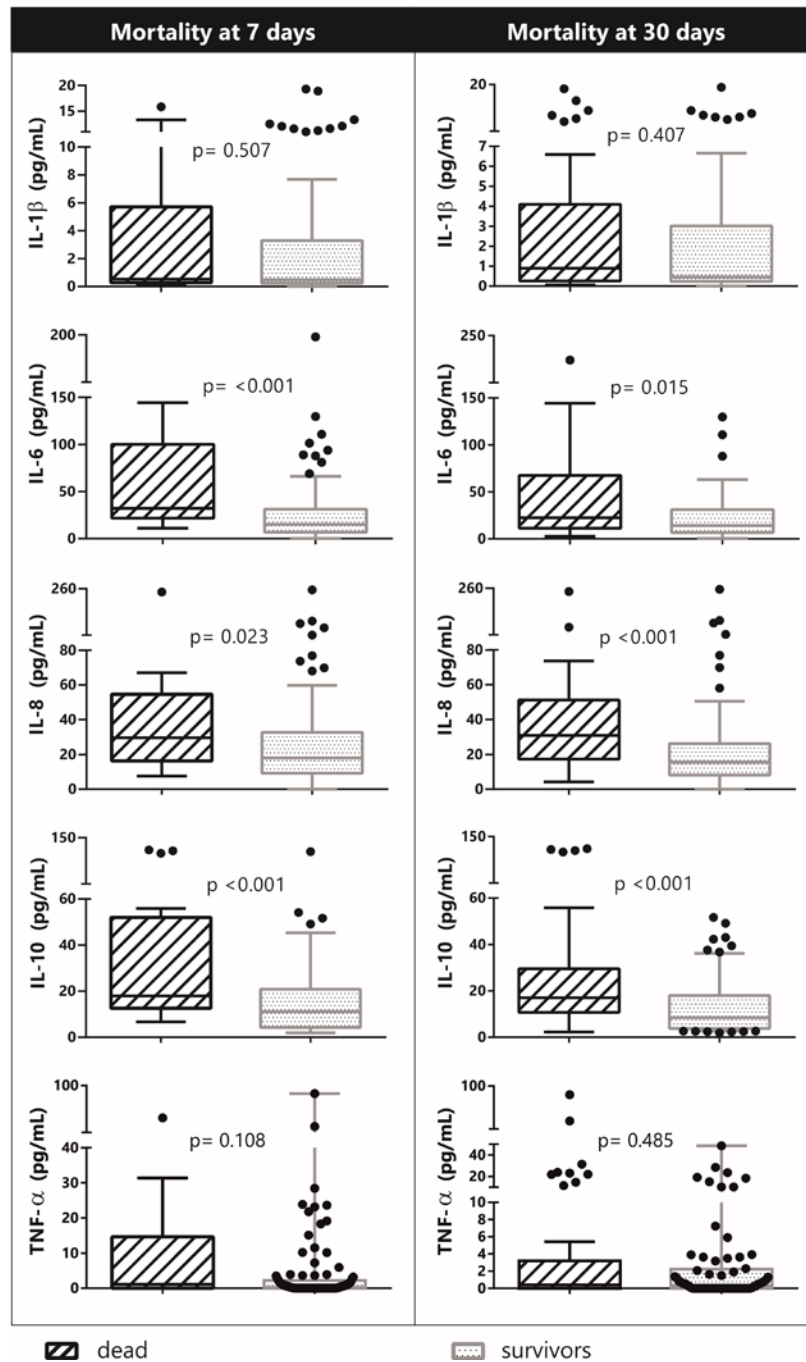 Mortality at 7 days
Mortality at 30 days
IL-1β (pg/mL)
20
15
10
8
6
4
2
0
p= 0.507
IL-1β (pg/mL)
20
7
6
5
4
3
2
1
0
p= 0.407
IL-6 (pg/mL)
200
150
100
50
0
p= <0.001
IL-6 (pg/mL)
250
150
100
50
0
p= 0.015
IL-8 (pg/mL)
260
80
60
40
20
0
p= 0.023
IL-8 (pg/mL)
260
80
60
40
20
0
p <0.001
IL-10 (pg/mL)
150
60
40
20
0
p <0.001
IL-10 (pg/mL)
150
60
40
20
0
p <0.001
TNF-α (pg/mL)
100
40
30
20
10
0
p= 0.108
TNF-α (pg/mL)
100
40
20
10
8
6
4
2
0
p= 0.485
dead
survivors